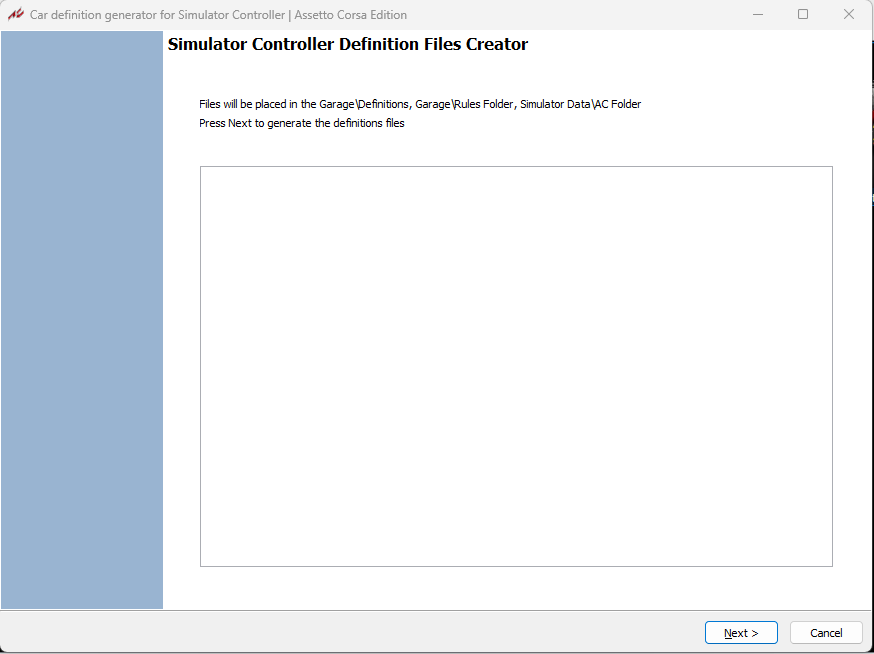 Car definition generator for Simulator Controller | Assetto Corsa Edition
Simulator Controller Definition Files Creator
Files will be placed in the Garage\Definitions, Garage\Rules Folder, Simulator Data\AC Folder
Press Next to generate the definitions files
Next >
Cancel